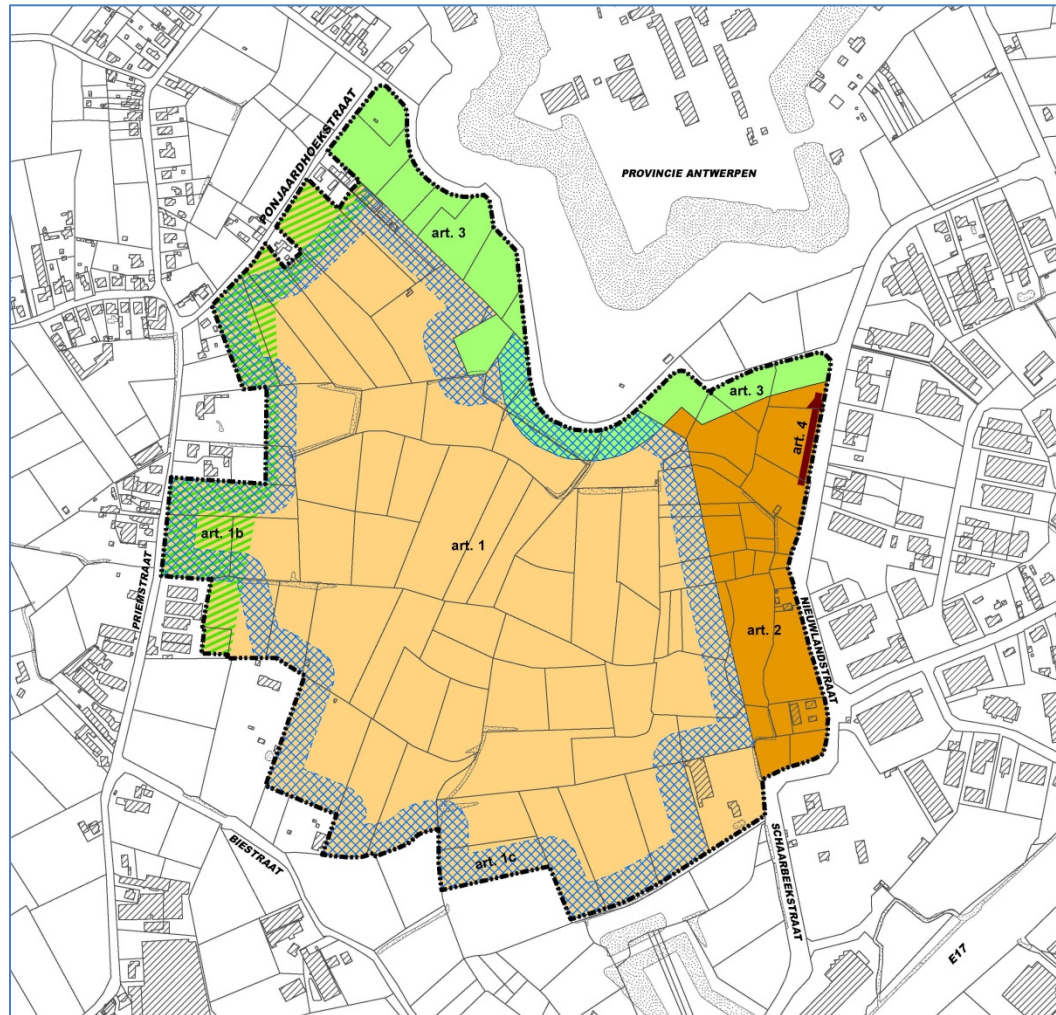 PONJAARDHOEKSTRAAT
PROVINCIE ANTWERPEN
art. 3
art. 3
art. 4
art. 1b
art. 1
PRIEMSTRAAT
art. 2
NIEUWLANDSTRAAT
BIESTRAAT
art. 1c
SCHAARBEEKSTRAAT
E17